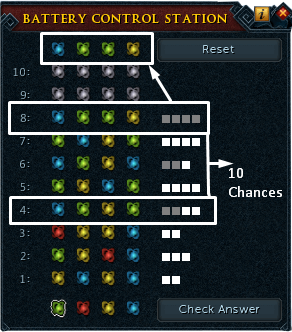 BATTERY CONTROL STATION
Reset
10:
9:
8:
7:
6:
5:
4:
3:
2:
1:
10
Chances
Check Answer